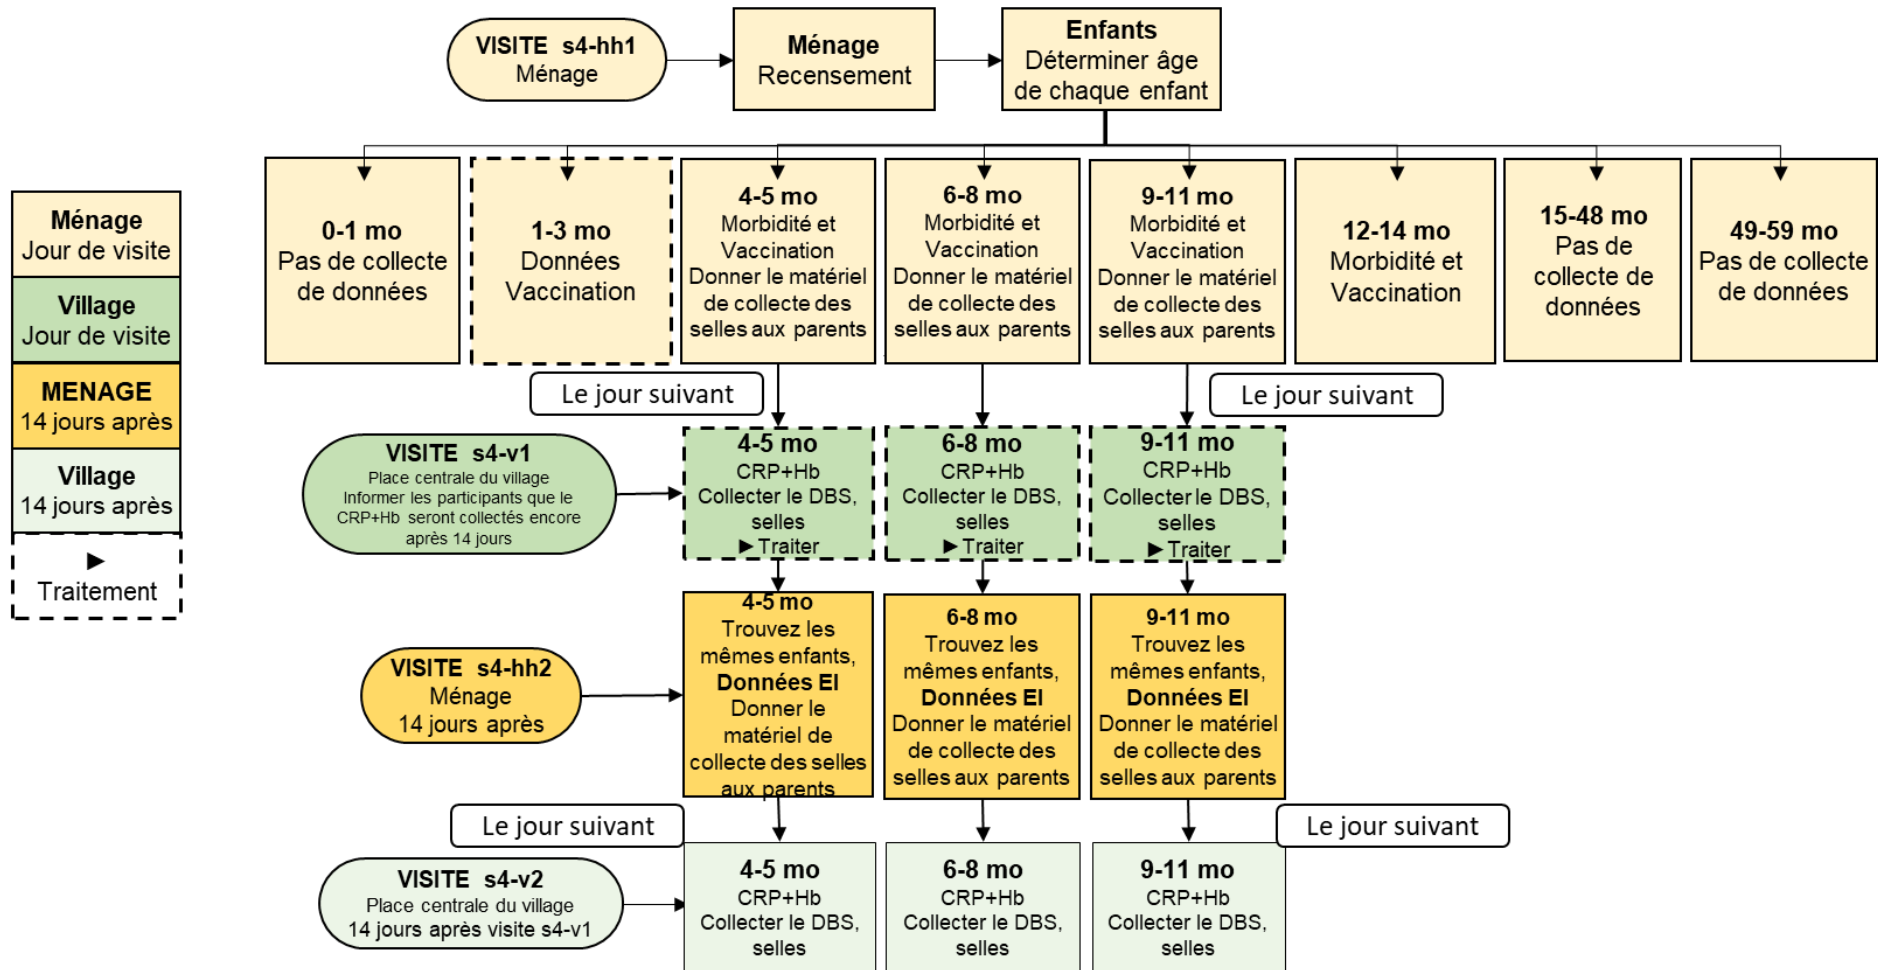 VISITE s4-hh1
Ménage
Ménage
Recensement
Enfants
Déterminer âge
de chaque enfant
Ménage
Jour de visite
Village
Jour de visite
MENAGE
14 jours après
Village
14 jours après
►
Traitement
0-1 mo
Pas de collecte
de données
1-3 mo
Données
Vaccination
4-5 mo
Morbidité et
Vaccination
Donner le matériel
de collecte des
selles aux parents
6-8 mo
Morbidité et
Vaccination
Donner le matériel
de collecte des
selles aux parents
9-11 mo
Morbidité et
Vaccination
Donner le matériel
de collecte des
selles aux parents
12-14 mo
Morbidité et
Vaccination
15-48 mo
Pas de
collecte de
données
49-59 mo
Pas de collecte
de données
Le jour suivant
Le jour suivant
VISITE s4-v1
Place centrale du village
Informer les participants que le
CRP+Hb seront collectés encore
après 14 jours
4-5 mo
CRP+Hb
Collecter le DBS,
selles
►Traiter
6-8 mo
CRP+Hb
Collecter le DBS,
selles
►Traiter
9-11 mo
CRP+Hb
Collecter le DBS,
selles
►Traiter
VISITE s4-hh2
Ménage
14 jours après
4-5 mo
Trouvez les
mêmes enfants,
Données EI
Donner le
matériel de
collecte des selles
aux parents
6-8 mo
Trouvez les
mêmes enfants,
Données EI
Donner le matériel
de collecte des
selles aux parents
9-11 mo
Trouvez les
mêmes enfants,
Données EI
Donner le matériel
de collecte des
selles aux parents
Le jour suivant
Le jour suivant
VISITE s4-v2
Place centrale du village
14 jours après visite s4-v1
4-5 mo
CRP+Hb
Collecter le DBS,
selles
6-8 mo
CRP+Hb
Collecter le DBS,
selles
9-11 mo
CRP+Hb
Collecter le DBS,
selles